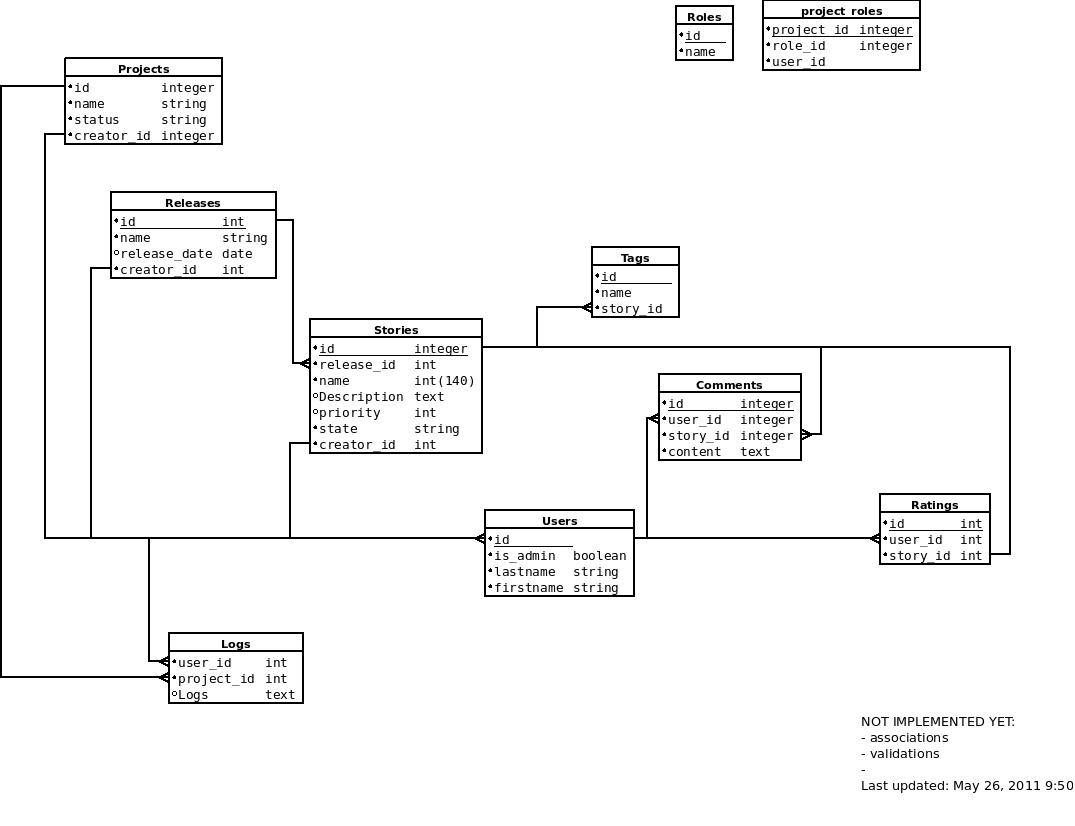 Roles
id
name
project_roles
project_id integer
role_id integer
user_id
Projects
id integer
name string
status string
creator_id integer
Releases
id int
name string
release_date date
creator_id int
Tags
id
name
story_id
Stories
id integer
release_id int
name int(140)
Description text
priority int
state string
creator_id int
Comments
id integer
user_id integer
story_id integer
content text
Users
id
is_admin boolean
lastname string
firstname string
Ratings
id int
user_id int
story_id int
Logs
user_id int
project_id int
Logs text
NOT IMPLEMENTED YET:
- associations
- validations
-
Last updated: May 26, 2011 9:50